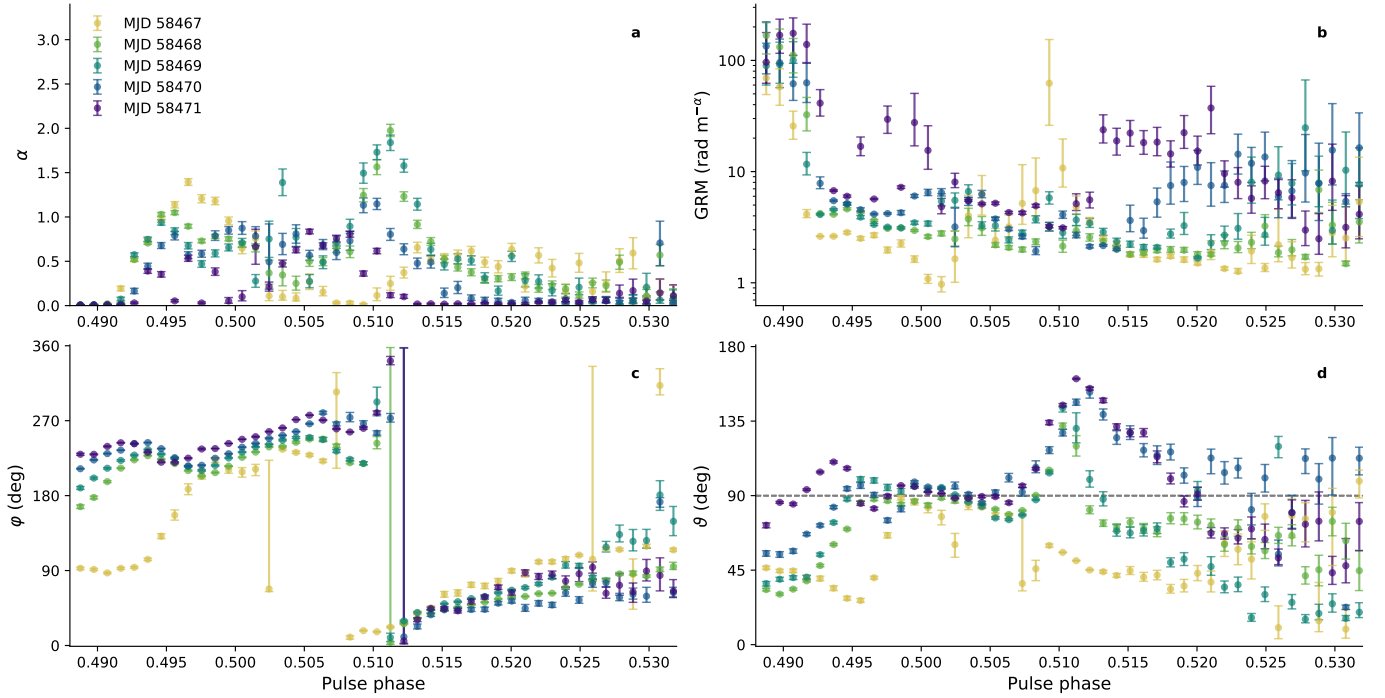 a
3.0
2.5
2.0
1.5
1.0
0.5
0.0
α
MJD 58467
MJD 58468
MJD 58469
MJD 58470
MJD 58471
0.490 0.495 0.500 0.505 0.510 0.515 0.520 0.525 0.530
b
100
10
1
GRM (rad m⁻ᵅ)
0.490 0.495 0.500 0.505 0.510 0.515 0.520 0.525 0.530
c
360
270
180
90
0
φ (deg)
0.490 0.495 0.500 0.505 0.510 0.515 0.520 0.525 0.530
Pulse phase
d
180
135
90
45
0
θ (deg)
0.490 0.495 0.500 0.505 0.510 0.515 0.520 0.525 0.530
Pulse phase